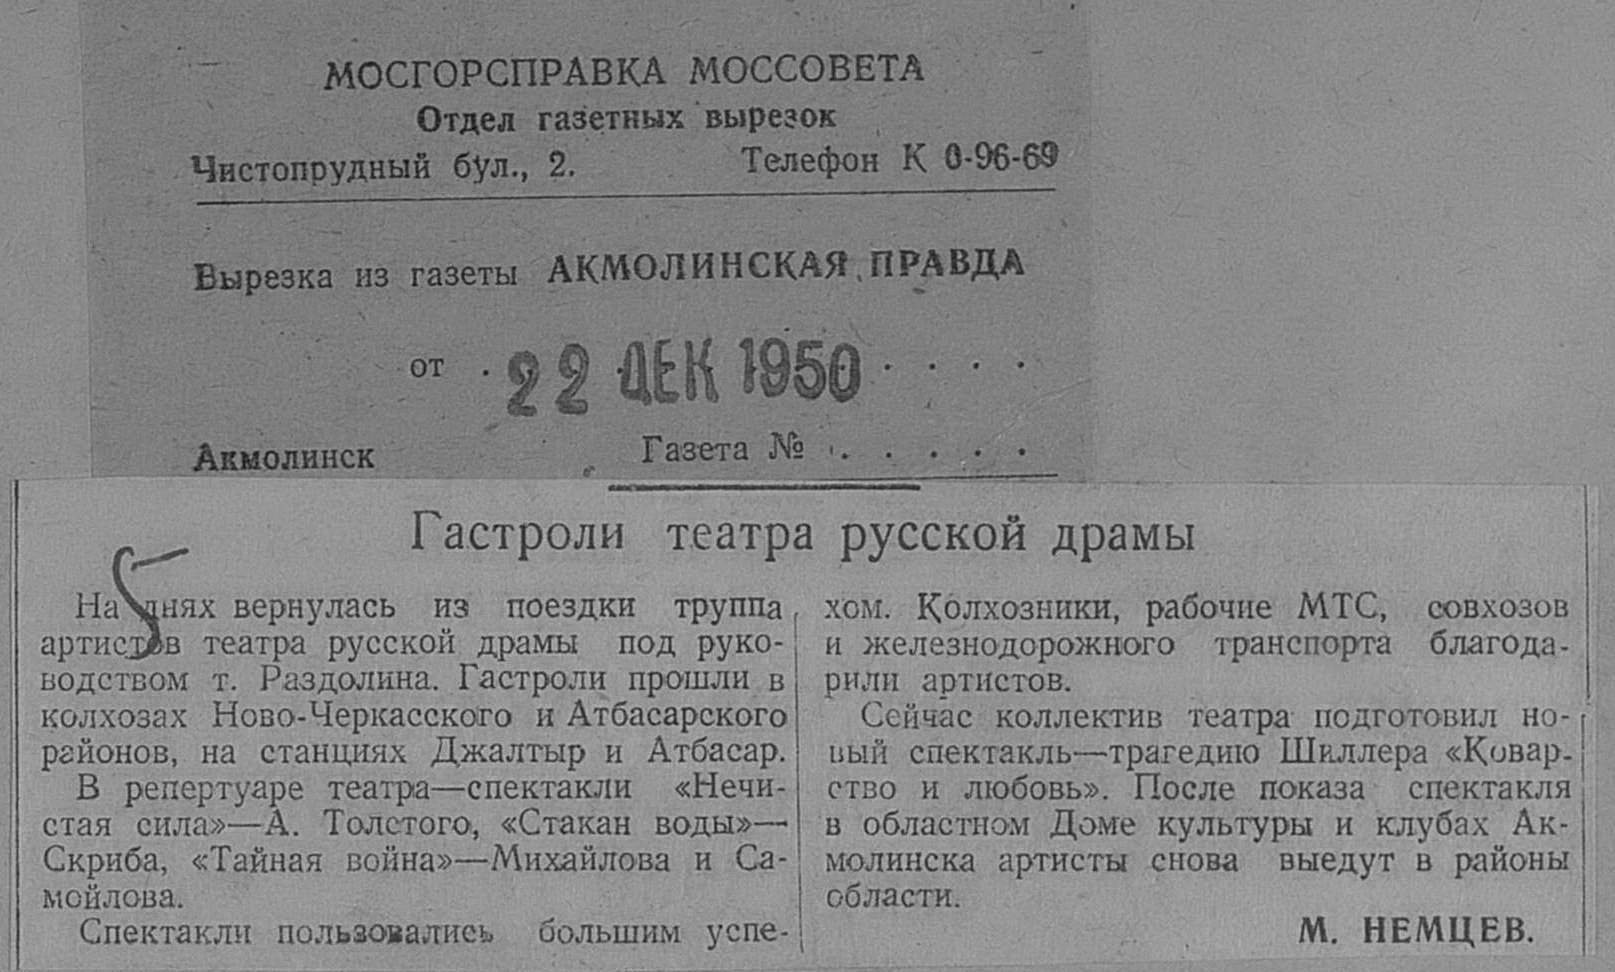 МОСГОРСПРАВКА МОССОВЕТА
Отдел газетных вырезок
Чистопрудный бул., 2. Телефон К 0-96-69
Вырезка из газеты АКМОЛИНСКАЯ ПРАВДА
от . 22 ДЕК 1950 . . . .
Акмолинск Газета № . . . . .
Гастроли театра русской драмы
На днях вернулась из поездки труппа
артистов театра русской драмы под руко-
водством т. Раздолина. Гастроли прошли в
колхозах Ново-Черкасского и Атбасарского
районов, на станциях Джалтыр и Атбасар.
В репертуаре театра—спектакли «Нечи-
стая сила»—А. Толстого, «Стакан воды»—
Скриба, «Тайная война»—Михайлова и Са-
мойлова.
Спектакли пользовались большим успе-
хом. Колхозники, рабочие МТС, совхозов
и железнодорожного транспорта благода-
рили артистов.
Сейчас коллектив театра подготовил но-
вый спектакль—трагедию Шиллера «Ковар-
ство и любовь». После показа спектакля
в областном Доме культуры и клубах Ак-
молинска артисты снова выедут в районы
области.
М. НЕМЦЕВ.